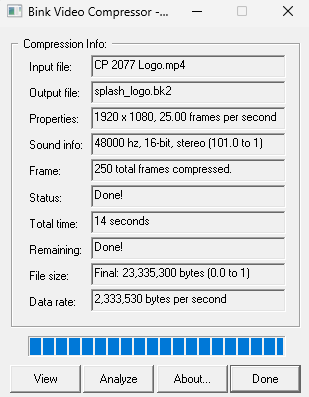 Bink Video Compressor -...
Compression Info:
Input file: CP 2077 Logo.mp4
Output file: splash_logo.bk2
Properties: 1920 x 1080, 25.00 frames per second
Sound info: 48000 hz, 16-bit, stereo (101.0 to 1)
Frame: 250 total frames compressed.
Status: Done!
Total time: 14 seconds
Remaining: Done!
File size: Final: 23,335,300 bytes (0.0 to 1)
Data rate: 2,333,530 bytes per second
View Analyze About... Done